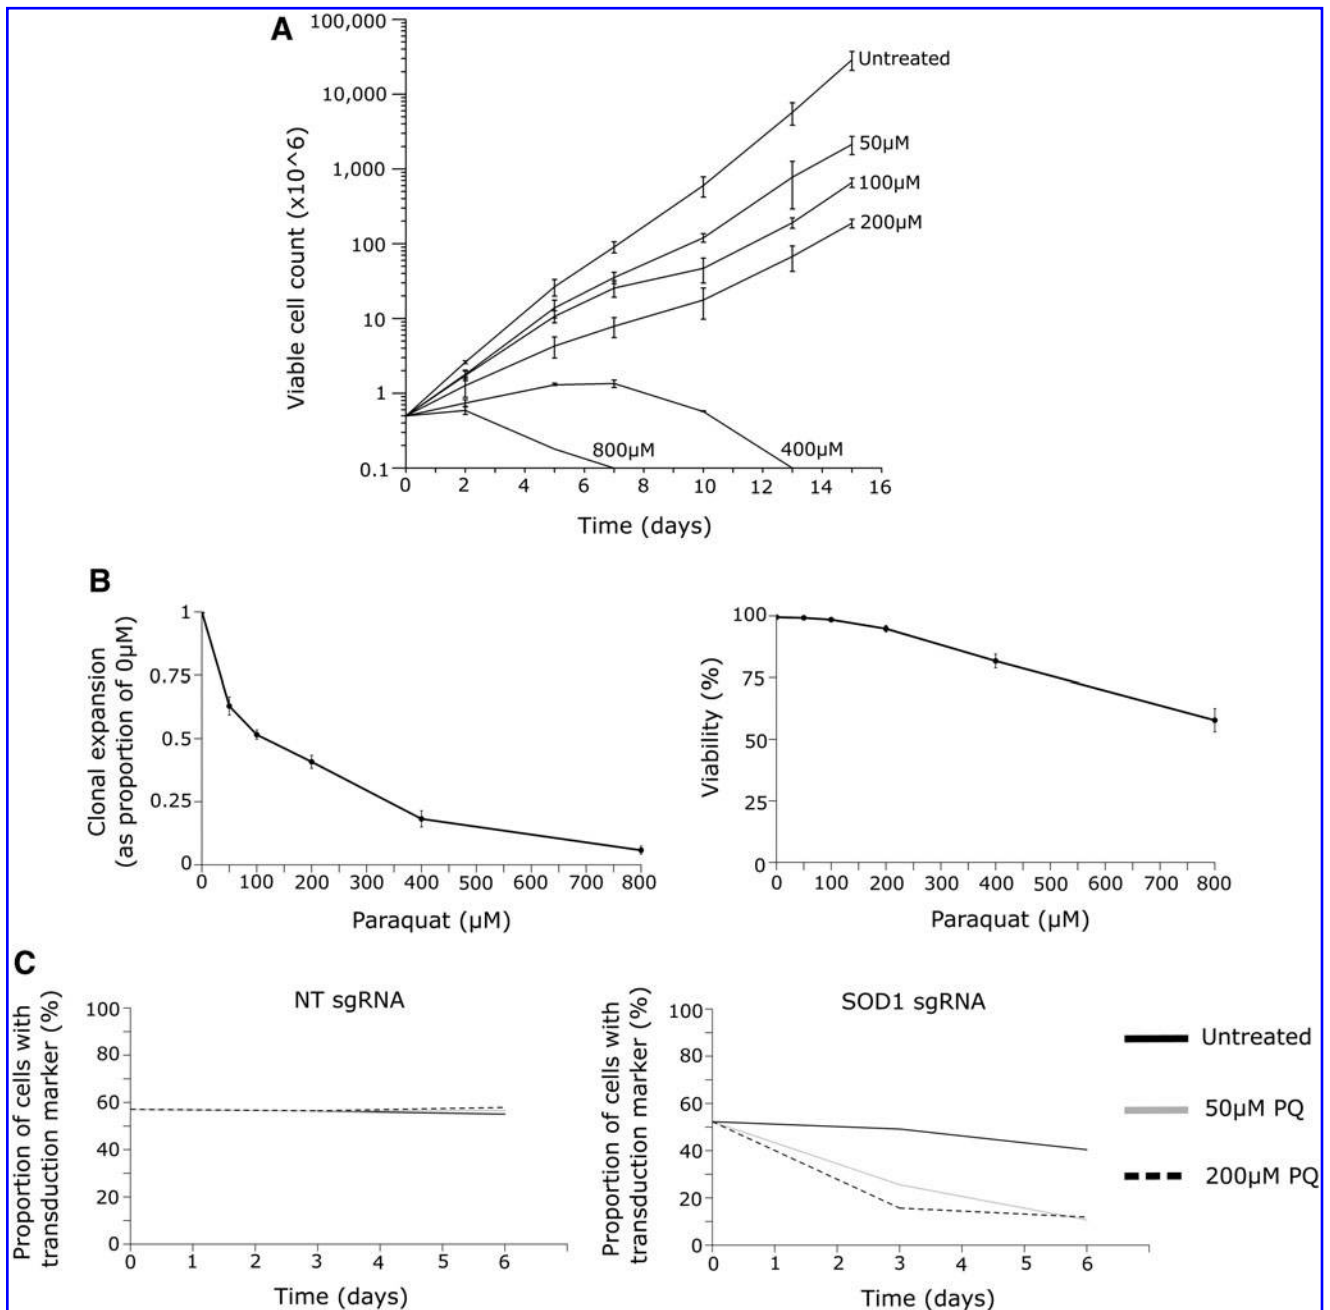 A
100,000
10,000
1,000
100
10
1
0.1
Viable cell count (x10^6)
Untreated
50µM
100µM
200µM
800µM
400µM
0 2 4 6 8 10 12 14 16
Time (days)
B
1
0.75
0.5
0.25
0
Clonal expansion
(as proportion of 0µM)
0 100 200 300 400 500 600 700 800
Paraquat (µM)
100
75
50
25
0
Viability (%)
0 100 200 300 400 500 600 700 800
Paraquat (µM)
C
NT sgRNA
100
80
60
40
20
0
Proportion of cells with
transduction marker (%)
0 1 2 3 4 5 6
Time (days)
SOD1 sgRNA
100
80
60
40
20
0
Proportion of cells with
transduction marker (%)
0 1 2 3 4 5 6
Time (days)
Untreated
50µM PQ
200µM PQ